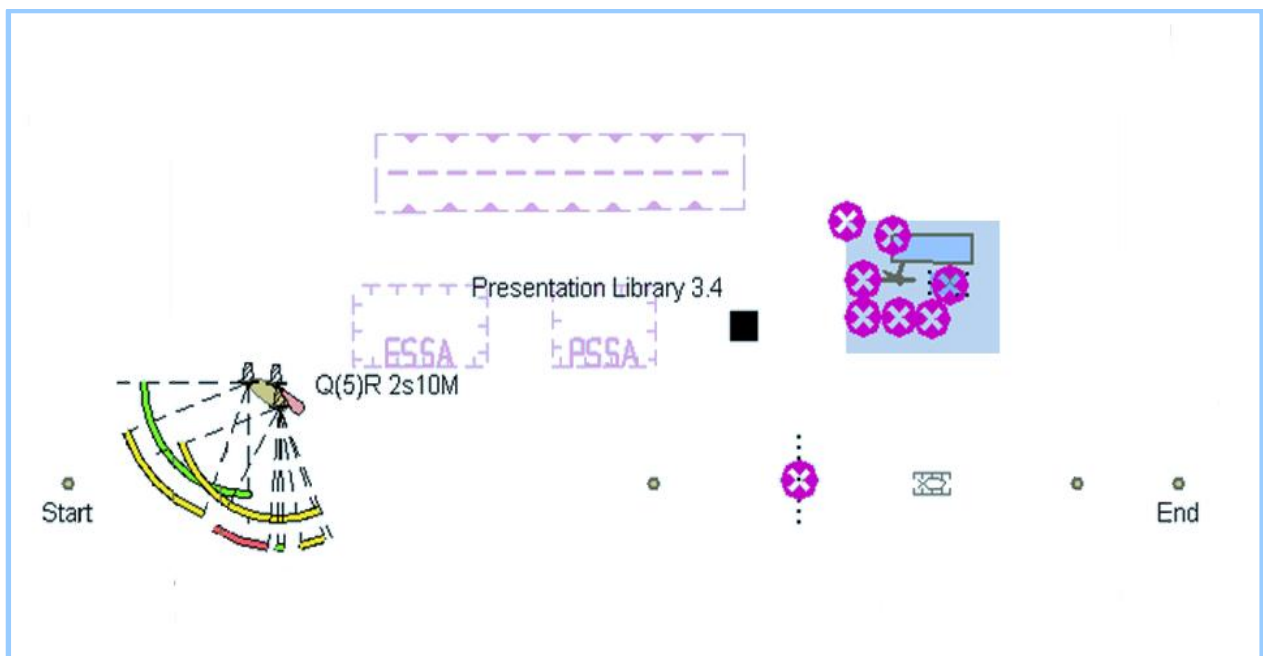 Presentation Library 3.4
ESSA
PSSA
Q(5)R 2s10M
Start
End